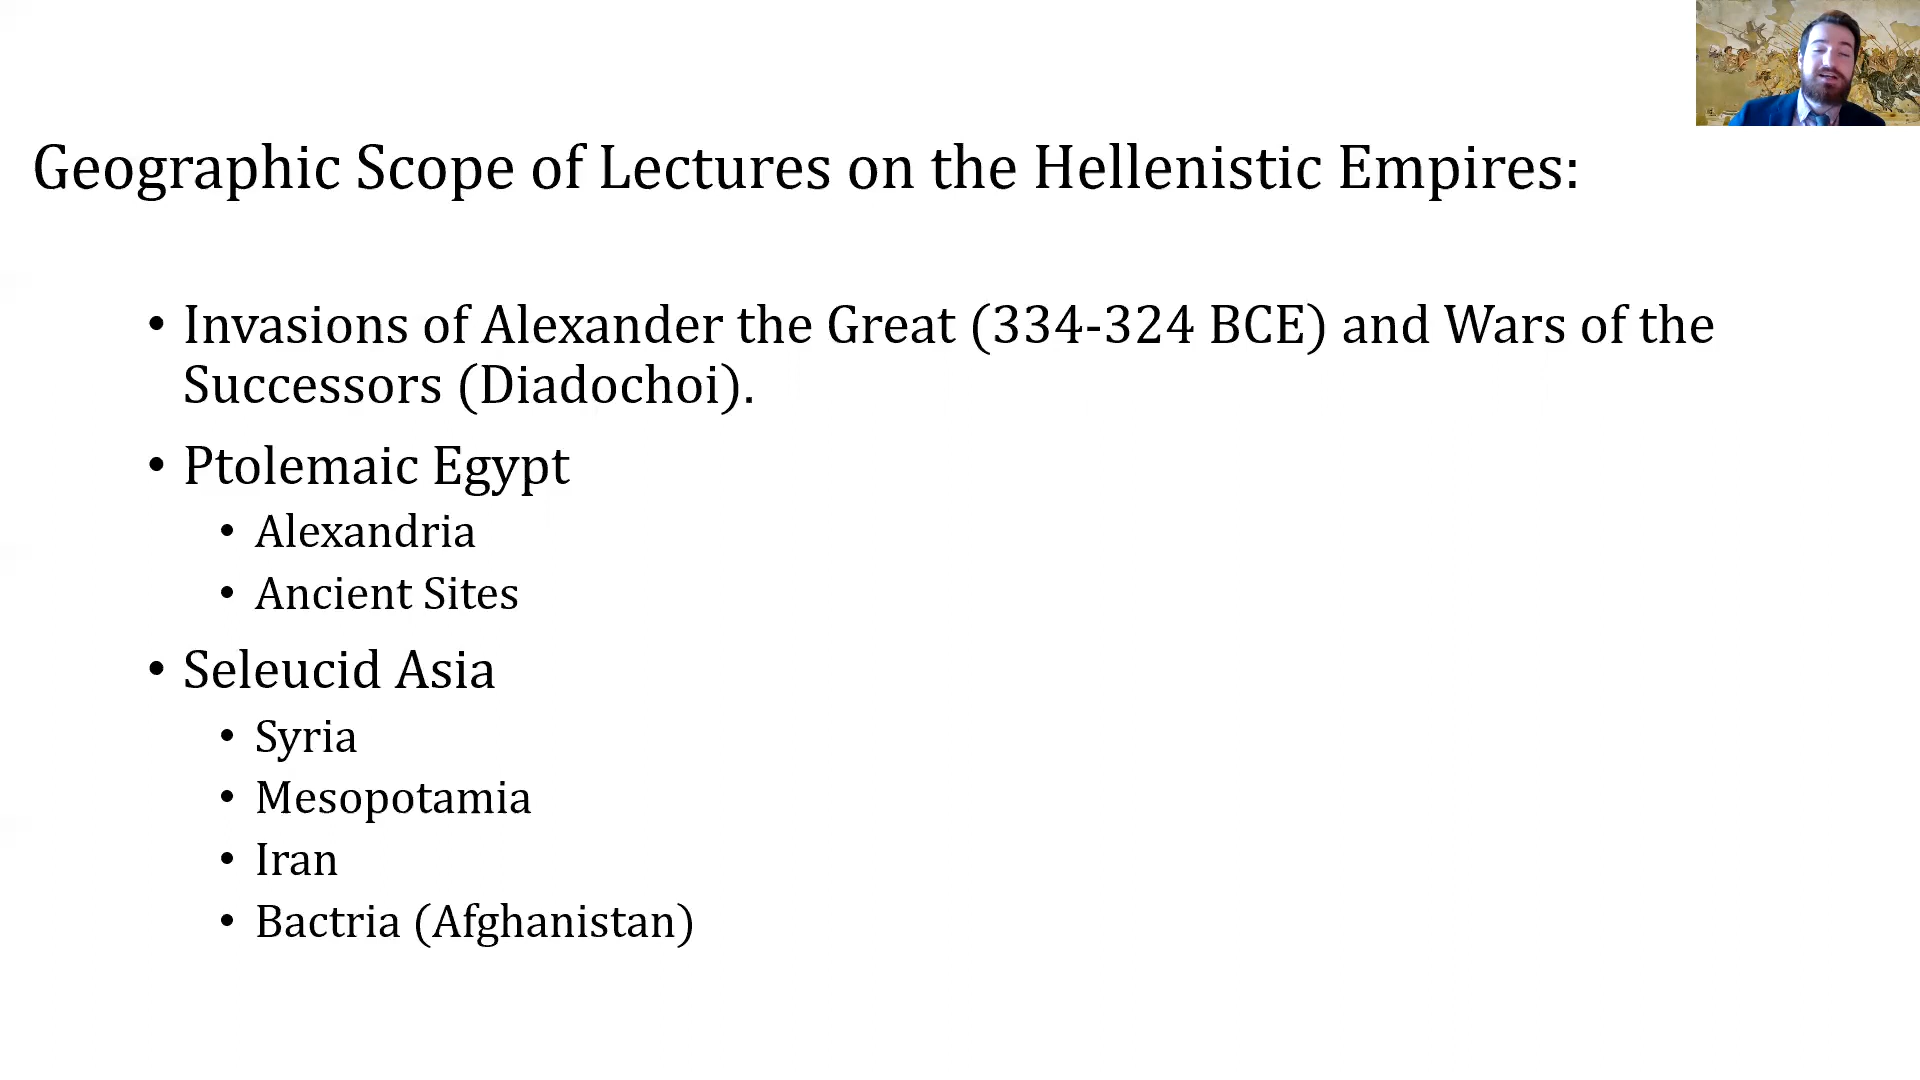 Geographic Scope of Lectures on the Hellenistic Empires:
• Invasions of Alexander the Great (334-324 BCE) and Wars of the
Successors (Diadochoi).
• Ptolemaic Egypt
• Alexandria
• Ancient Sites
• Seleucid Asia
• Syria
• Mesopotamia
• Iran
• Bactria (Afghanistan)